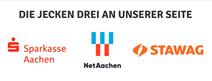 DIE JECKEN DREI AN UNSERER SEITE
Sparkasse
Aachen
NetAachen
STAWAG